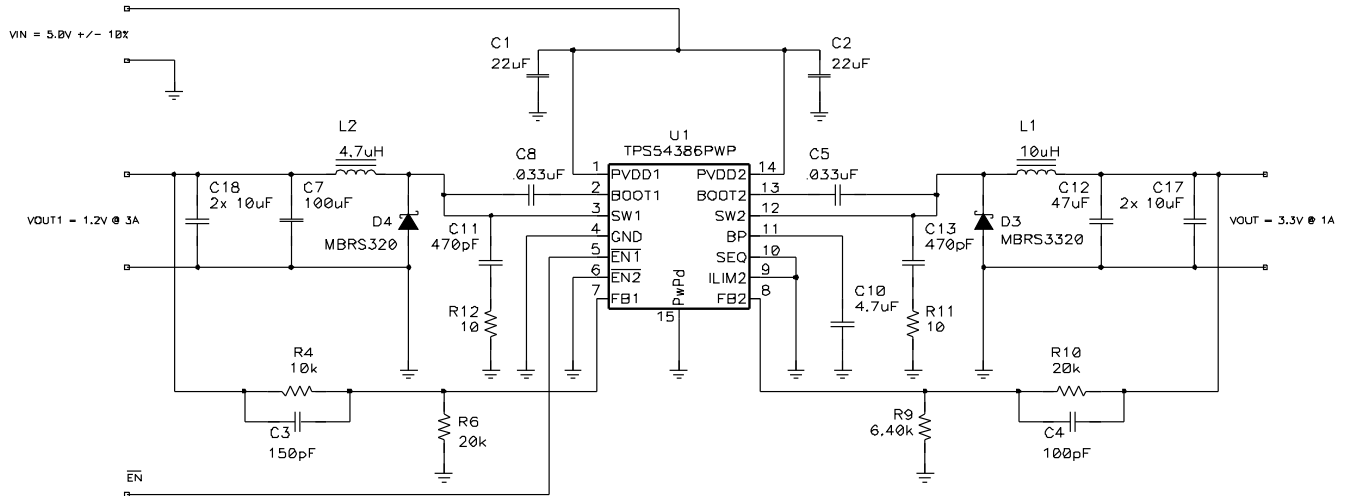 VIN = 5.0V +/- 10%
C1
22uF
C2
22uF
L2
4.7uH
U1
TPS54386PWP
L1
10uH
C8
.033uF
1
PVDD1
PVDD2
14
C5
.033uF
C18
2x 10uF
C7
100uF
2
BOOT1
BOOT2
13
C12
47uF
C17
2x 10uF
VOUT1 = 1.2V @ 3A
D4
MBRS320
C11
470pF
3
SW1
SW2
12
C13
470pF
D3
MBRS3320
VOUT = 3.3V @ 1A
4
GND
BP
11
5
EN1
SEQ
10
6
EN2
ILIM2
9
7
FB1
PwPd
FB2
8
15
C10
4.7uF
R12
10
R11
10
R4
10k
R10
20k
C3
150pF
R6
20k
R9
6.40k
C4
100pF
EN